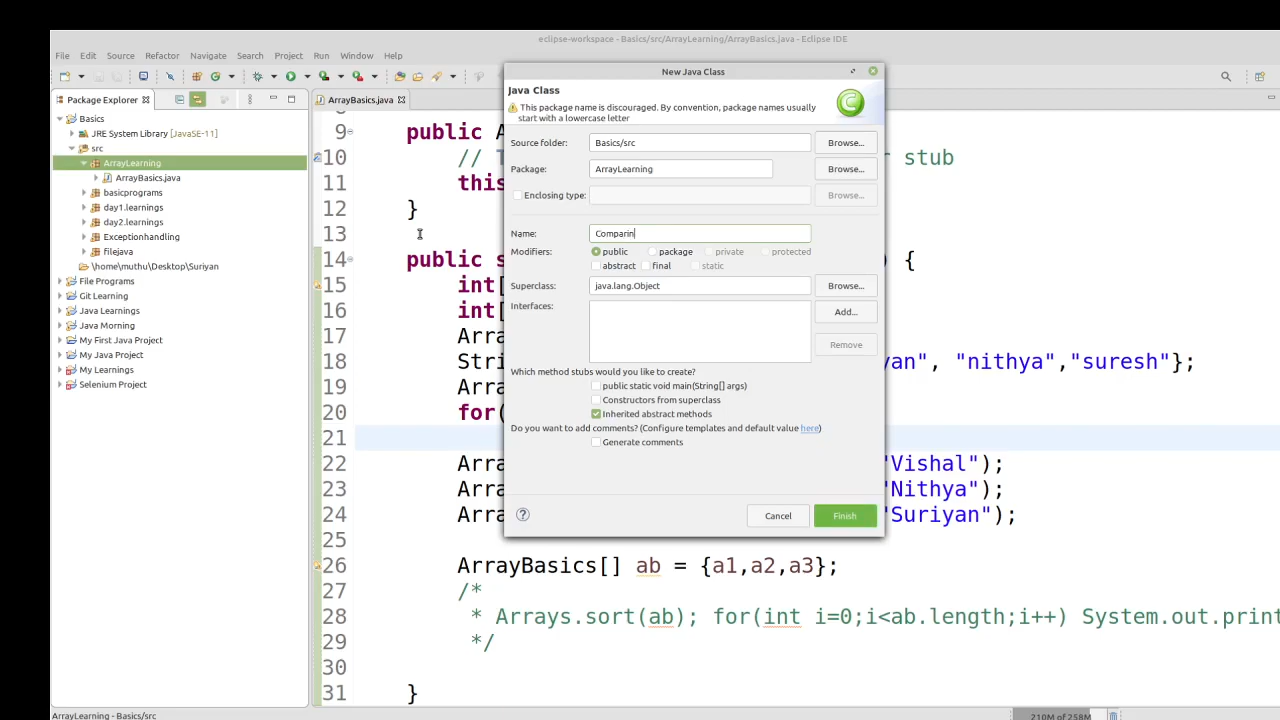 eclipse-workspace - Basics/src/ArrayLearning/ArrayBasics.java - Eclipse IDE
File Edit Source Refactor Navigate Search Project Run Window Help
Package Explorer
Basics
JRE System Library [JavaSE-11]
src
ArrayLearning
ArrayBasics.java
basicprograms
day1.learnings
day2.learnings
Exceptionhandling
filejava
\home\muthu\Desktop\Suriyan
File Programs
Git Learning
Java Learnings
Java Morning
My First Java Project
My Java Project
My Learnings
Selenium Project
ArrayBasics.java
9 public A
10 // T r stub
11 this
12 }
13
14 public s ) {
15 int[
16 int[
17 Arra
18 Stri yan", "nithya","suresh"};
19 Arra
20 for(
21
22 Arra "Vishal");
23 Arra "Nithya");
24 Arra "Suriyan");
25
26 ArrayBasics[] ab = {a1,a2,a3};
27 /*
28 * Arrays.sort(ab); for(int i=0;i<ab.length;i++) System.out.print
29 */
30
31 }
New Java Class
Java Class
This package name is discouraged. By convention, package names usually
start with a lowercase letter
Source folder: Basics/src Browse...
Package: ArrayLearning Browse...
Enclosing type: Browse...
Name: Comparin
Modifiers: public package private protected
abstract final static
Superclass: java.lang.Object Browse...
Interfaces: Add...
Remove
Which method stubs would you like to create?
public static void main(String[] args)
Constructors from superclass
Inherited abstract methods
Do you want to add comments? (Configure templates and default value here)
Generate comments
Cancel Finish
ArrayLearning - Basics/src
210M of 258M